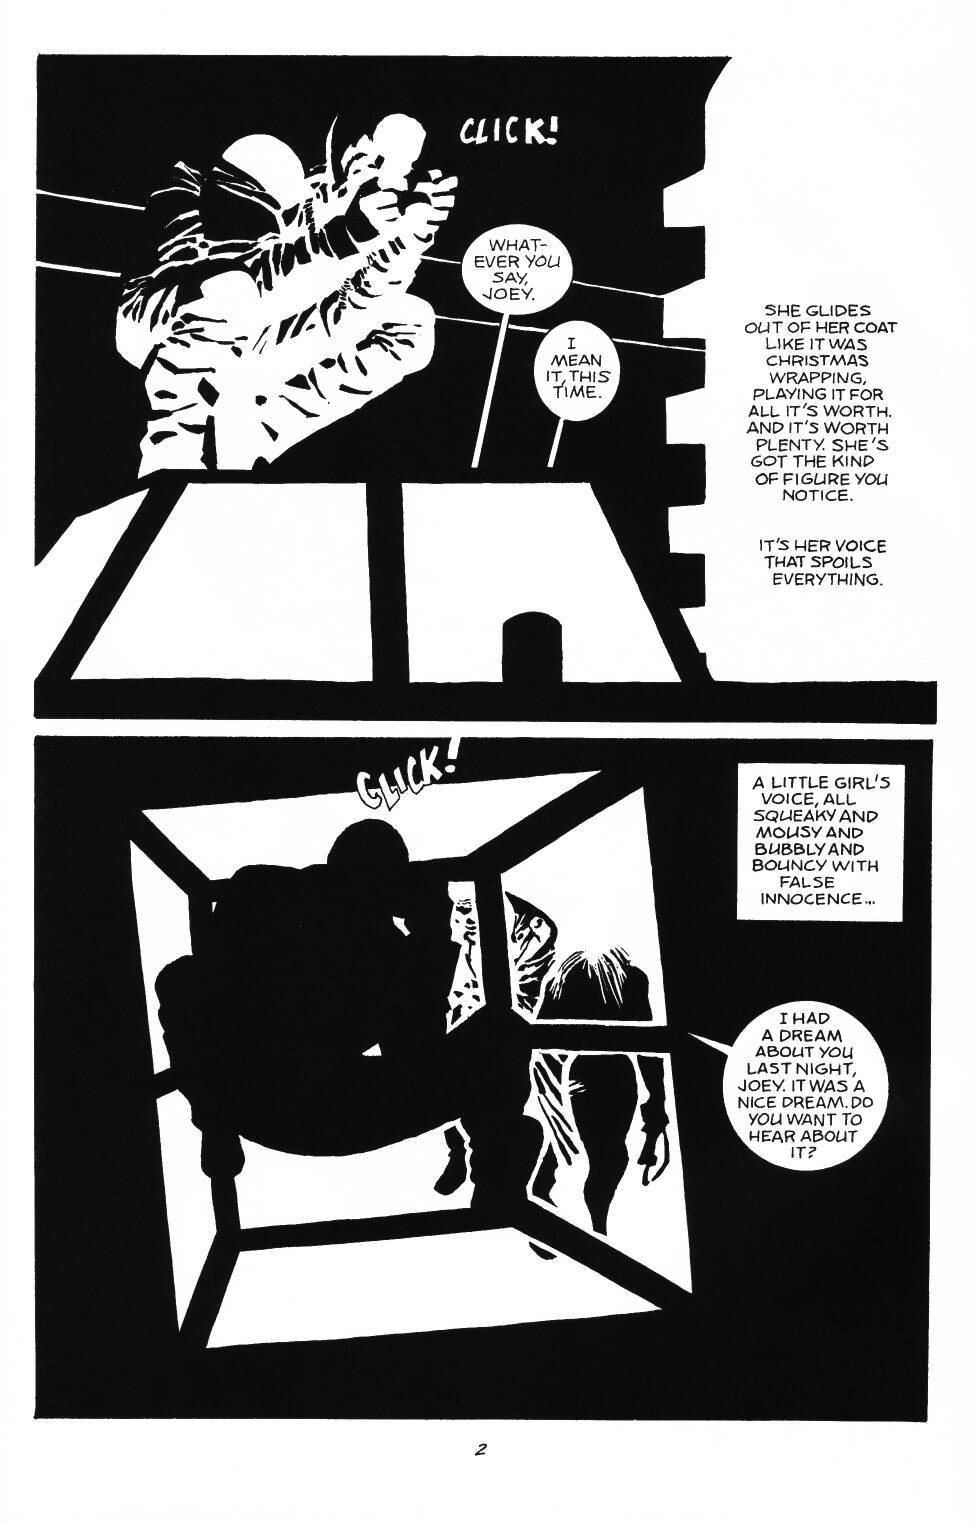 CLICK!
WHAT-
EVER YOU
SAY,
JOEY.
I
MEAN
IT, THIS
TIME.
SHE GLIDES
OUT OF HER COAT
LIKE IT WAS
CHRISTMAS
WRAPPING,
PLAYING IT FOR
ALL IT'S WORTH.
AND IT'S WORTH
PLENTY. SHE'S
GOT THE KIND
OF FIGURE YOU
NOTICE.
IT'S HER VOICE
THAT SPOILS
EVERYTHING.
CLICK!
A LITTLE GIRL'S
VOICE, ALL
SQUEAKY AND
MOUSY AND
BUBBLY AND
BOUNCY WITH
FALSE
INNOCENCE...
I HAD
A DREAM
ABOUT YOU
LAST NIGHT,
JOEY. IT WAS A
NICE DREAM. DO
YOU WANT TO
HEAR ABOUT
IT?
2